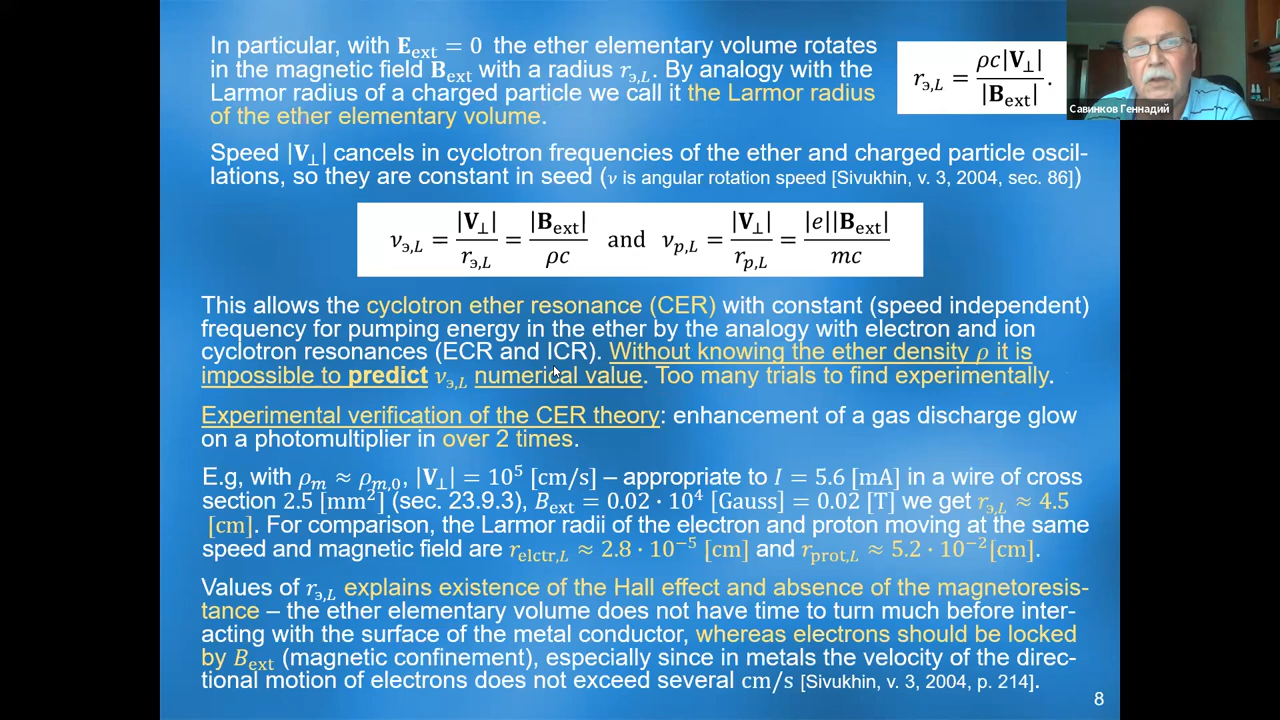 In particular, with 𝐄ext = 0 the ether elementary volume rotates
in the magnetic field 𝐁ext with a radius rэ,L. By analogy with the
Larmor radius of a charged particle we call it the Larmor radius
of the ether elementary volume.
rэ,L = ρc|𝐕⊥| / |𝐁ext| .
Савинков Геннадий
Speed |𝐕⊥| cancels in cyclotron frequencies of the ether and charged particle oscil-
lations, so they are constant in seed (ν is angular rotation speed [Sivukhin, v. 3, 2004, sec. 86])
νэ,L = |𝐕⊥| / rэ,L = |𝐁ext| / ρc and νp,L = |𝐕⊥| / rp,L = |e||𝐁ext| / mc
This allows the cyclotron ether resonance (CER) with constant (speed independent)
frequency for pumping energy in the ether by the analogy with electron and ion
cyclotron resonances (ECR and ICR). Without knowing the ether density ρ it is
impossible to predict νэ,L numerical value. Too many trials to find experimentally.
Experimental verification of the CER theory: enhancement of a gas discharge glow
on a photomultiplier in over 2 times.
E.g, with ρm ≈ ρm,0, |𝐕⊥| = 10⁵ [cm/s] – appropriate to I = 5.6 [mA] in a wire of cross
section 2.5 [mm²] (sec. 23.9.3), Bext = 0.02 · 10⁴ [Gauss] = 0.02 [T] we get rэ,L ≈ 4.5
[cm]. For comparison, the Larmor radii of the electron and proton moving at the same
speed and magnetic field are relctr,L ≈ 2.8 · 10⁻⁵ [cm] and rprot,L ≈ 5.2 · 10⁻²[cm].
Values of rэ,L explains existence of the Hall effect and absence of the magnetoresis-
tance – the ether elementary volume does not have time to turn much before inter-
acting with the surface of the metal conductor, whereas electrons should be locked
by Bext (magnetic confinement), especially since in metals the velocity of the direc-
tional motion of electrons does not exceed several cm/s [Sivukhin, v. 3, 2004, p. 214].
8